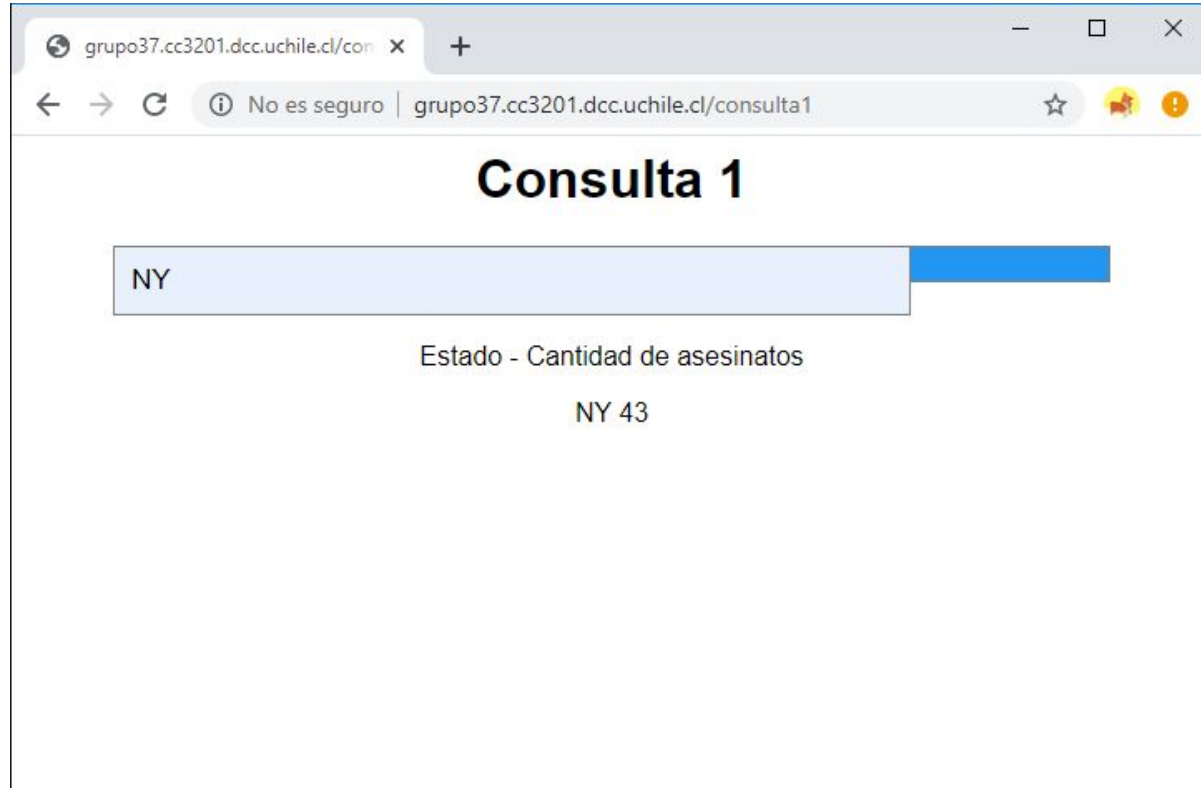 grupo37.cc3201.dcc.uchile.cl/con
No es seguro | grupo37.cc3201.dcc.uchile.cl/consulta1
Consulta 1
NY
Estado - Cantidad de asesinatos
NY 43